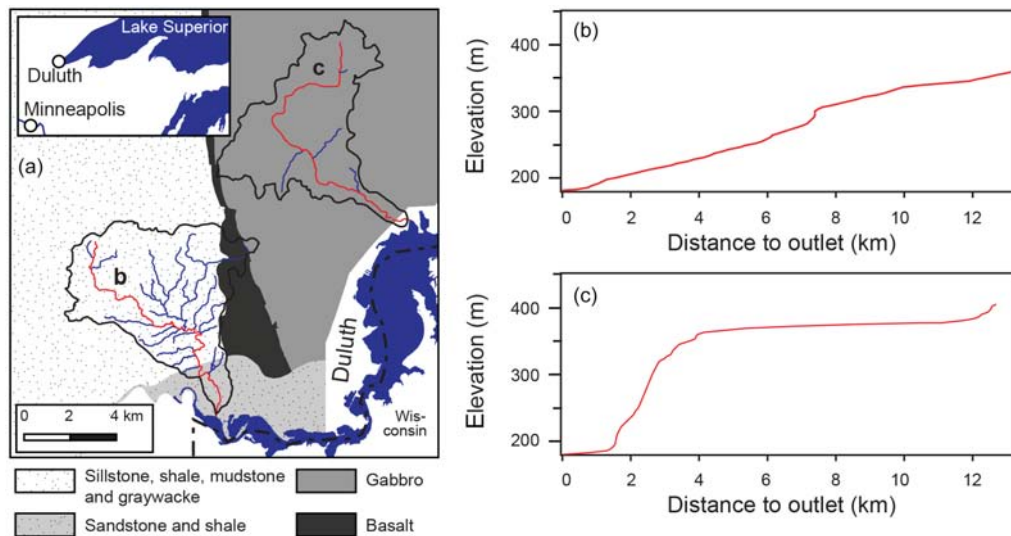 Lake Superior
Duluth
Minneapolis
(a)
c
b
Duluth
Wis-
consin
0 2 4 km
Sillstone, shale, mudstone
and graywacke
Gabbro
Sandstone and shale
Basalt
(b)
Elevation (m)
400
300
200
0 2 4 6 8 10 12
Distance to outlet (km)
(c)
Elevation (m)
400
300
200
0 2 4 6 8 10 12
Distance to outlet (km)